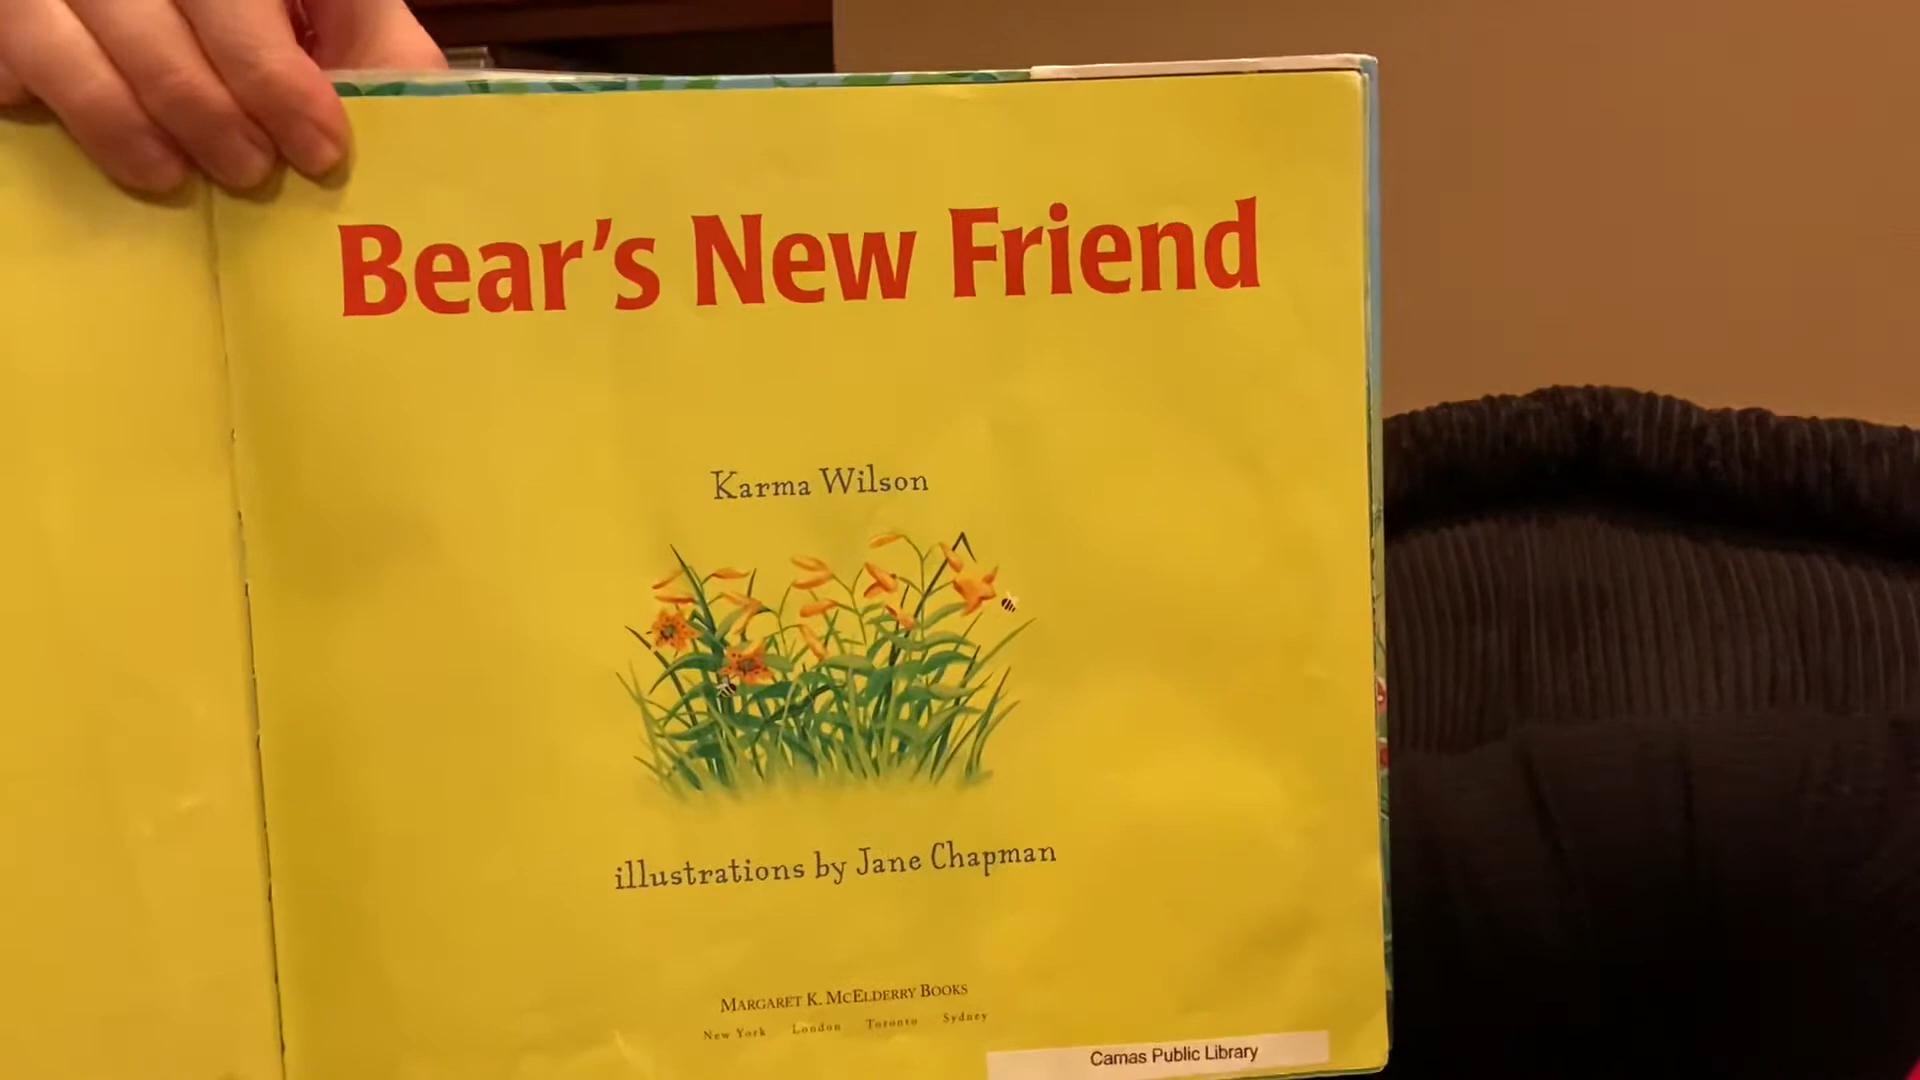 Bear's New Friend
Karma Wilson
illustrations by Jane Chapman
MARGARET K. MCELDERRY BOOKS
New York London Toronto Sydney
Camas Public Library